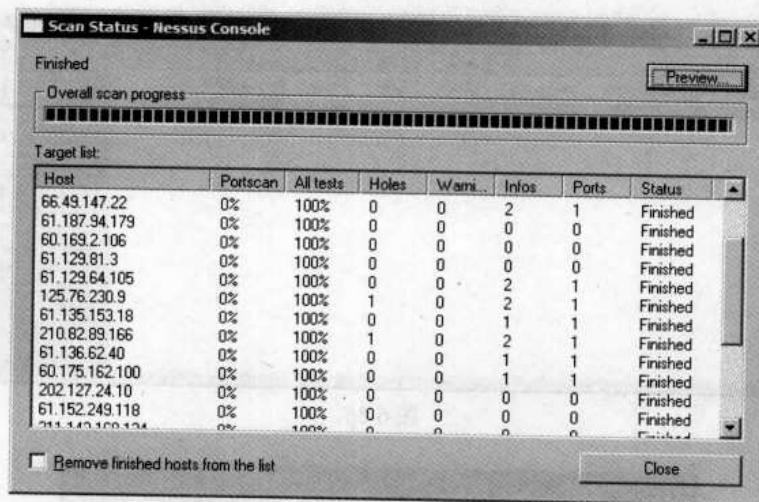 Scan Status - Nessus Console
Finished
Preview...
Overall scan progress
Target list:
Host Portscan All tests Holes Warni... Infos Ports Status
66.49.147.22 0% 100% 0 0 2 1 Finished
61.187.94.179 0% 100% 0 0 0 0 Finished
60.169.2.106 0% 100% 0 0 0 0 Finished
61.129.81.3 0% 100% 0 0 0 0 Finished
61.129.64.105 0% 100% 0 0 2 1 Finished
125.76.230.9 0% 100% 1 0 2 1 Finished
61.135.153.18 0% 100% 0 0 1 1 Finished
210.82.89.166 0% 100% 1 0 2 1 Finished
61.136.62.40 0% 100% 0 0 1 1 Finished
60.175.162.100 0% 100% 0 0 1 1 Finished
202.127.24.10 0% 100% 0 0 0 0 Finished
61.152.249.118 0% 100% 0 0 0 0 Finished
Remove finished hosts from the list
Close